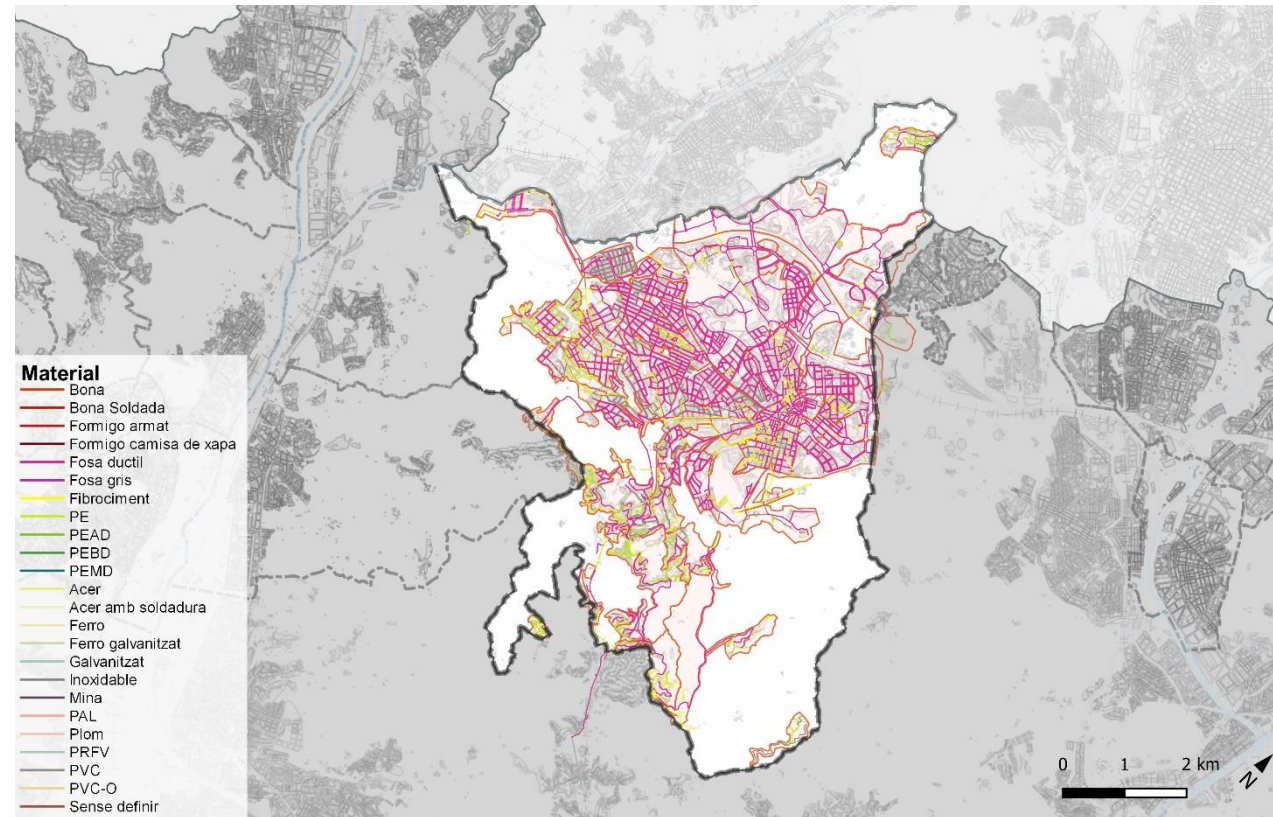 Material
Bona
Bona Soldada
Formigo armat
Formigo camisa de xapa
Fosa ductil
Fosa gris
Fibrociment
PE
PEAD
PEBD
PEMD
Acer
Acer amb soldadura
Ferro
Ferro galvanitzat
Galvanitzat
Inoxidable
Mina
PAL
Plom
PRFV
PVC
PVC-O
Sense definir
0 1 2 km
N